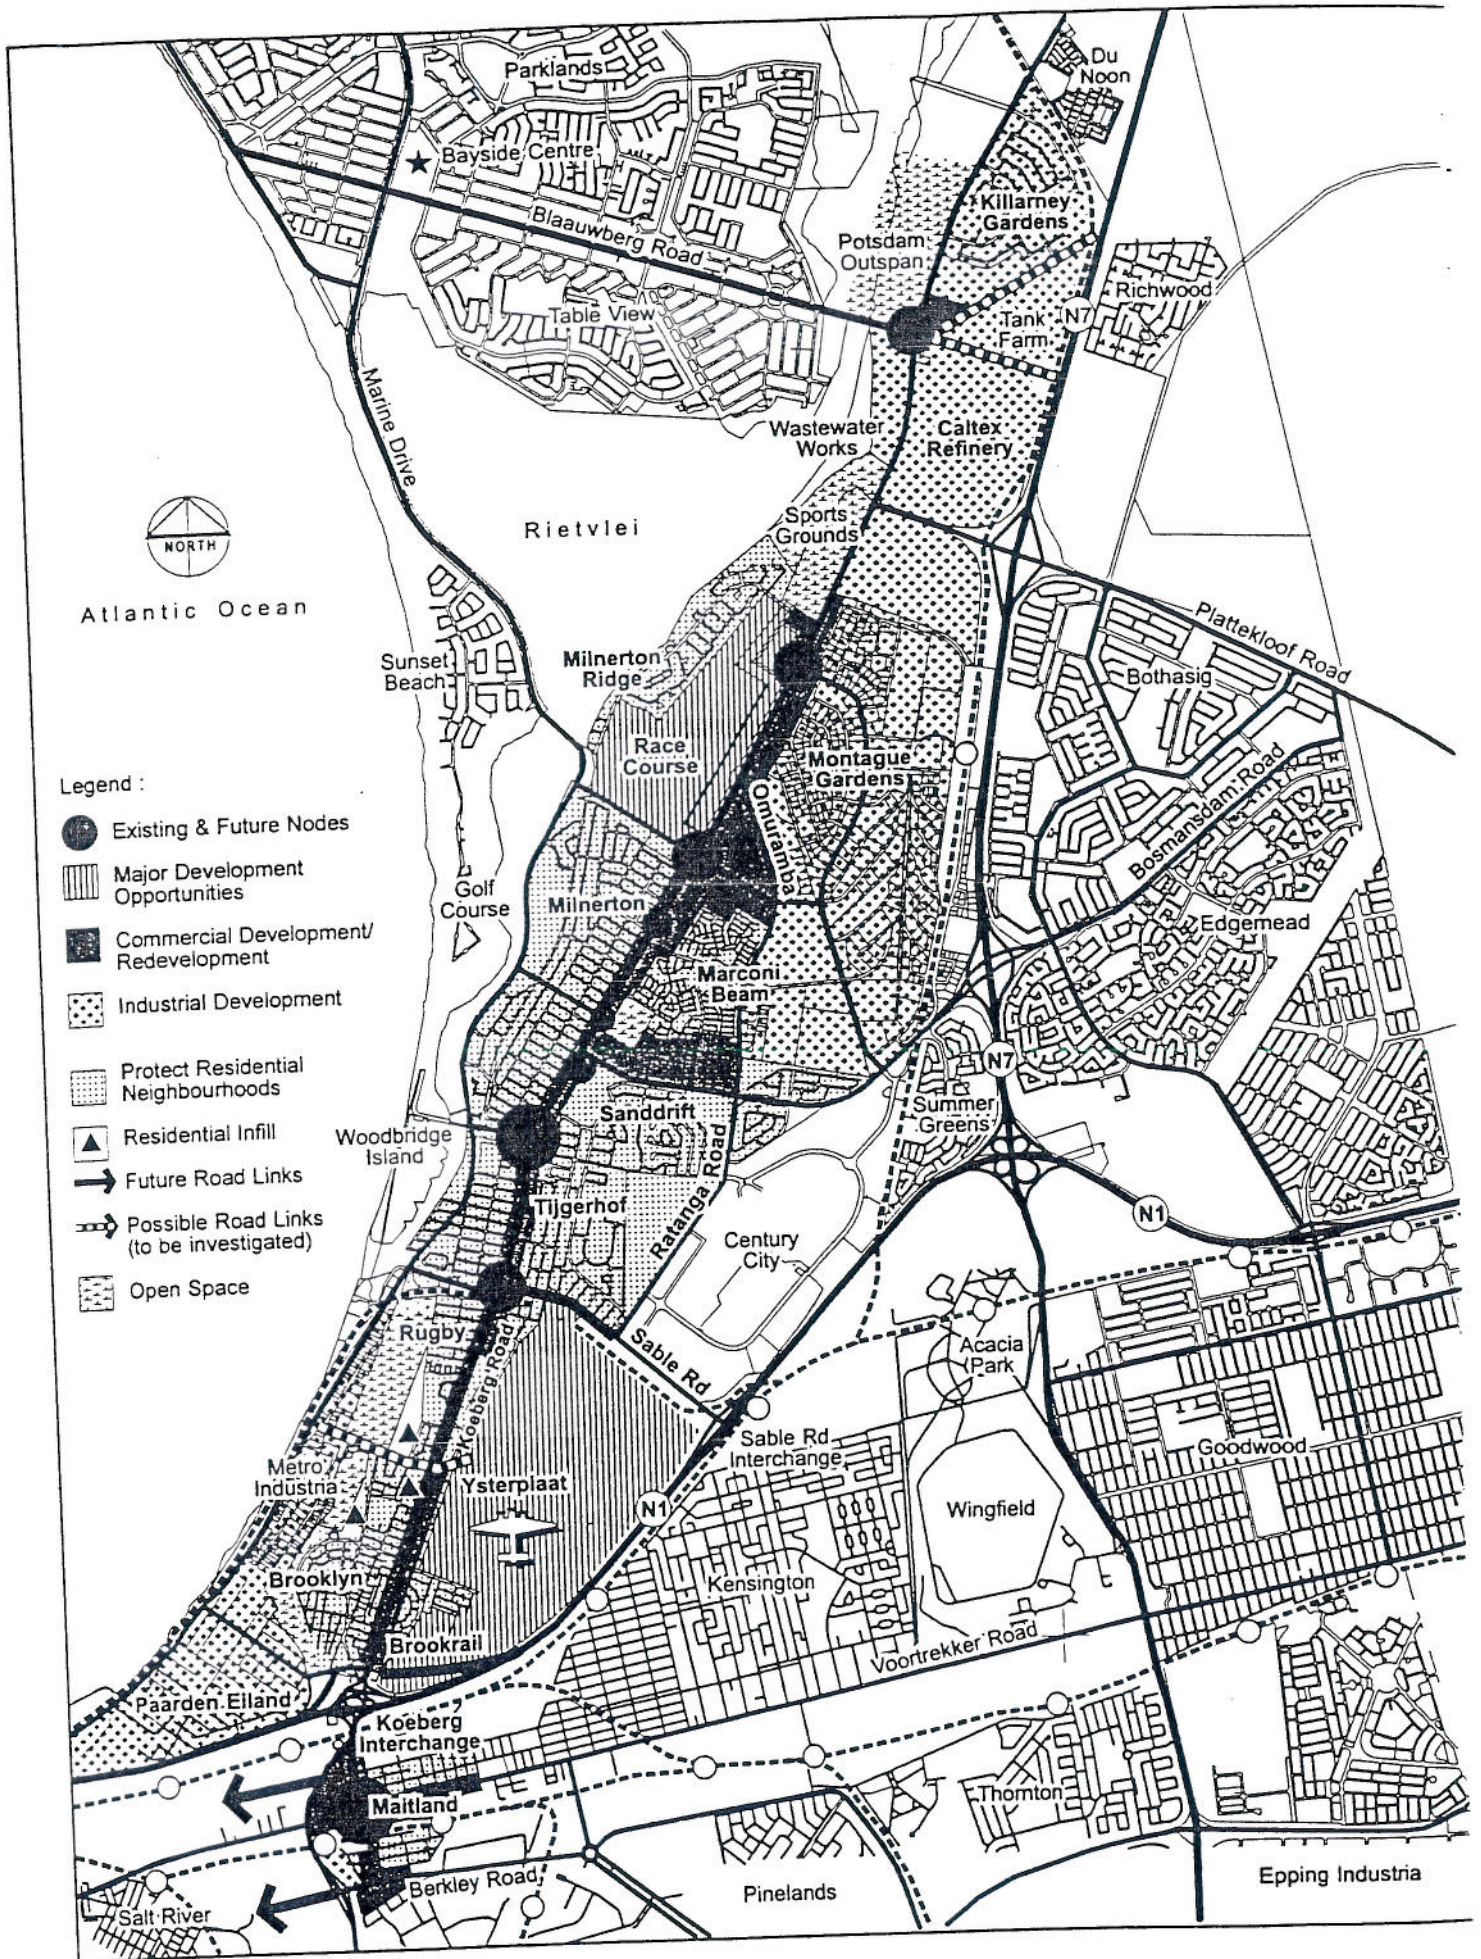 Du
Noon
Parklands
Bayside Centre
Killarney
Gardens
Blaauwberg Road
Potsdam
Outspan
Richwood
Table View
Tank
Farm
N7
Marine Drive
Wastewater
Works
Caltex
Refinery
Sports
Grounds
Rietvlei
NORTH
Atlantic Ocean
Plattekloof Road
Sunset
Beach
Milnerton
Ridge
Bothasig
Race
Course
Montague
Gardens
Omuramba
Bosmansdam Road
Legend :
Existing & Future Nodes
Major Development
Opportunities
Commercial Development/
Redevelopment
Industrial Development
Protect Residential
Neighbourhoods
Residential Infill
Future Road Links
Possible Road Links
(to be investigated)
Open Space
Golf
Course
Milnerton
Edgemead
Marconi
Beam
N7
Woodbridge
Island
Sanddrift
Summer
Greens
Tijgerhof
Ratanga Road
Century
City
N1
Rugby
Koeberg Road
Sable Rd
Acacia
Park
Metro
Industria
Sable Rd
Interchange
Goodwood
Ysterplaat
N1
Wingfield
Brooklyn
Kensington
Brookrail
Voortrekker Road
Paarden Eiland
Koeberg
Interchange
Maitland
Thornton
Berkley Road
Pinelands
Epping Industria
Salt River